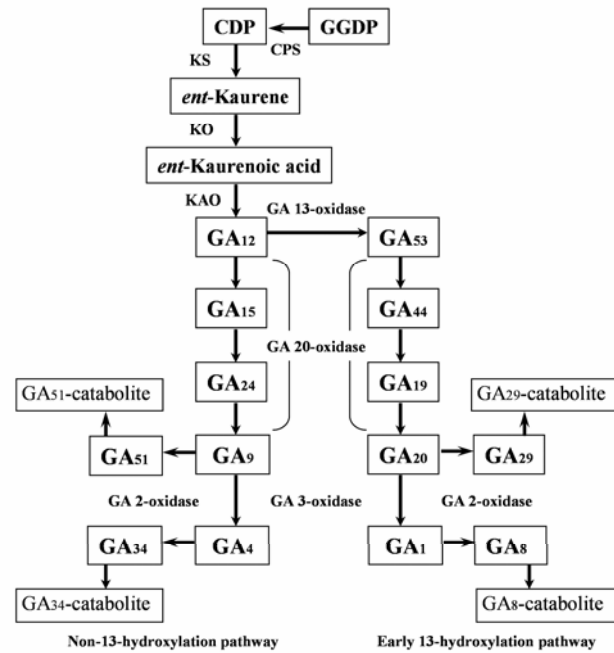 CDP GGDP
CPS
KS
ent-Kaurene
KO
ent-Kaurenoic acid
KAO
GA 13-oxidase
GA12 GA53
GA15 GA44
GA 20-oxidase
GA24 GA19
GA51-catabolite GA29-catabolite
GA51 GA9 GA20 GA29
GA 2-oxidase GA 3-oxidase GA 2-oxidase
GA34 GA4 GA1 GA8
GA34-catabolite GA8-catabolite
Non-13-hydroxylation pathway Early 13-hydroxylation pathway